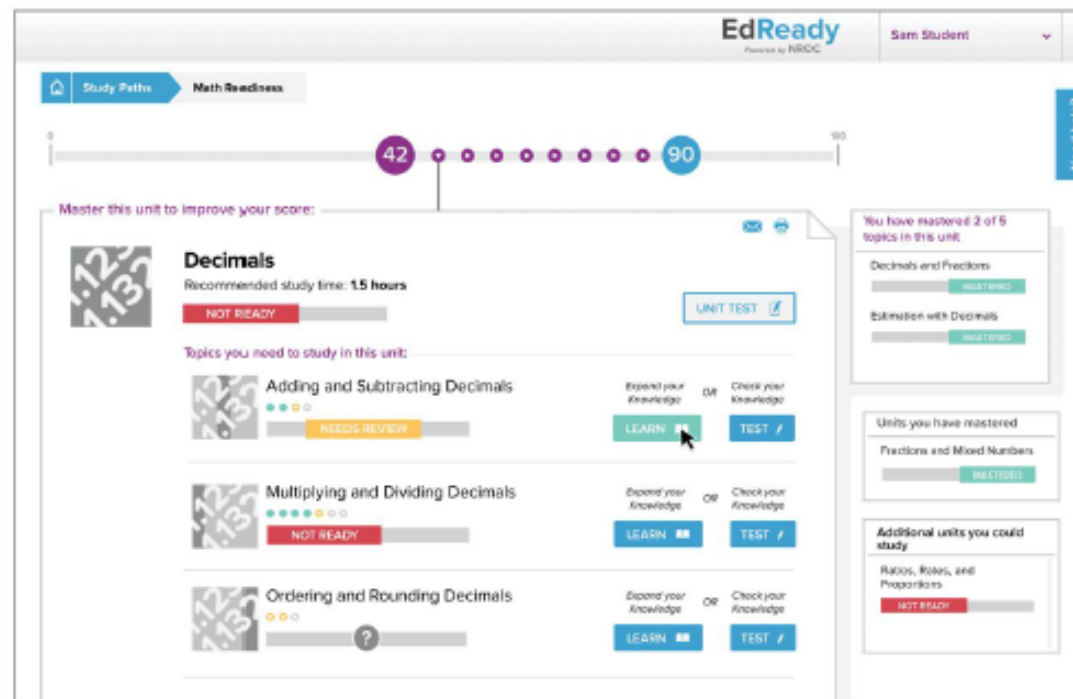 EdReady
Powered by NROC
Sam Student
Study Paths
Math Readiness
0
100
42
90
Master this unit to improve your score:
Decimals
Recommended study time: 1.5 hours
NOT READY
UNIT TEST
Topics you need to study in this unit:
Adding and Subtracting Decimals
NEEDS REVIEW
Expand your
Knowledge
OR
Check your
Knowledge
LEARN
TEST
Multiplying and Dividing Decimals
NOT READY
Expand your
Knowledge
OR
Check your
Knowledge
LEARN
TEST
Ordering and Rounding Decimals
?
Expand your
Knowledge
OR
Check your
Knowledge
LEARN
TEST
You have mastered 2 of 5
topics in this unit
Decimals and Fractions
MASTERED
Estimation with Decimals
MASTERED
Units you have mastered
Fractions and Mixed Numbers
MASTERED
Additional units you could
study
Ratios, Rates, and
Proportions
NOT READY